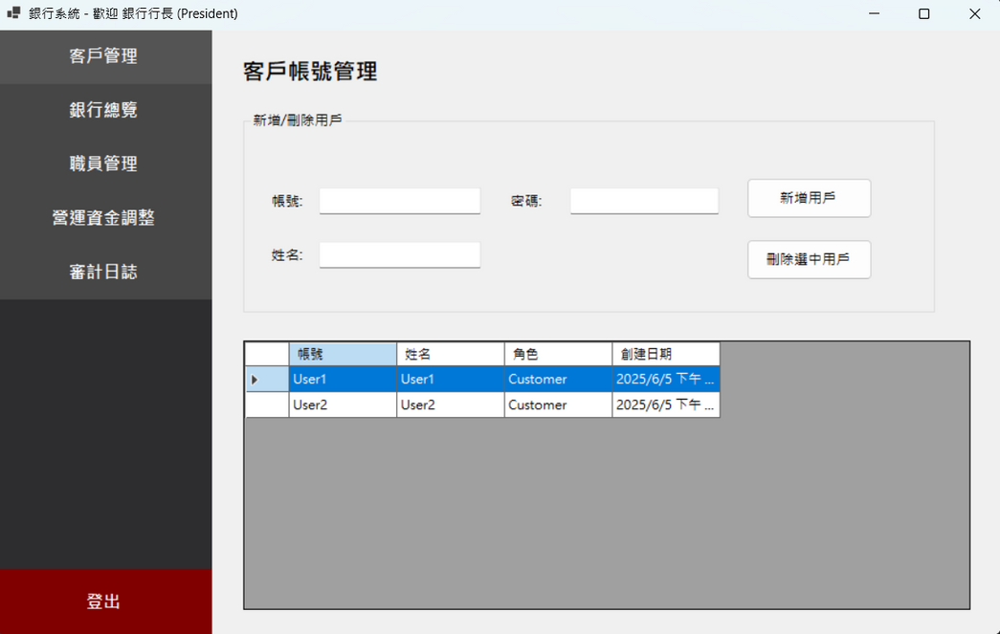 銀行系統 - 歡迎 銀行行長 (President)
客戶管理
銀行總覽
職員管理
營運資金調整
審計日誌
登出
客戶帳號管理
新增/刪除用戶
帳號:
密碼:
新增用戶
姓名:
刪除選中用戶
帳號 姓名 角色 創建日期
User1 User1 Customer 2025/6/5 下午 ...
User2 User2 Customer 2025/6/5 下午 ...